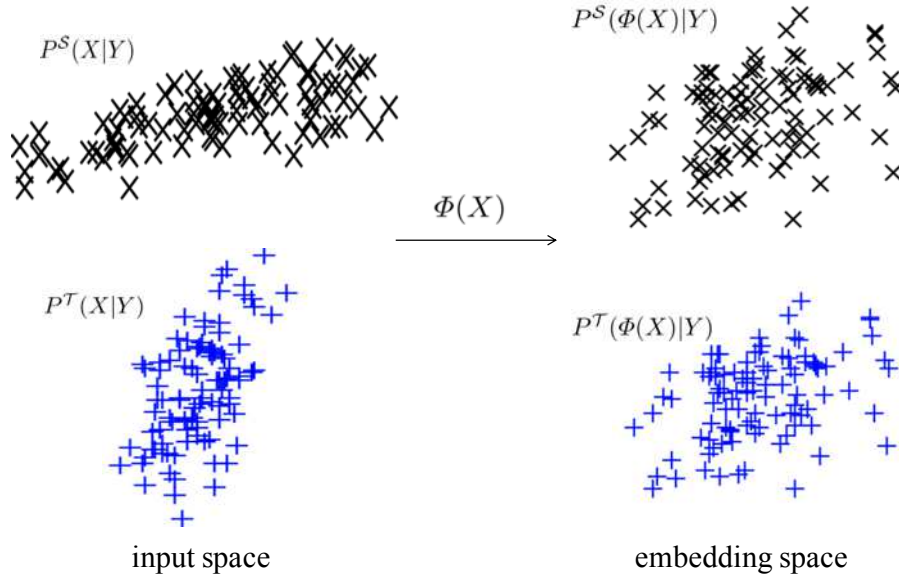 P^S(X|Y)
P^S(Φ(X)|Y)
Φ(X)
P^T(X|Y)
P^T(Φ(X)|Y)
input space
embedding space